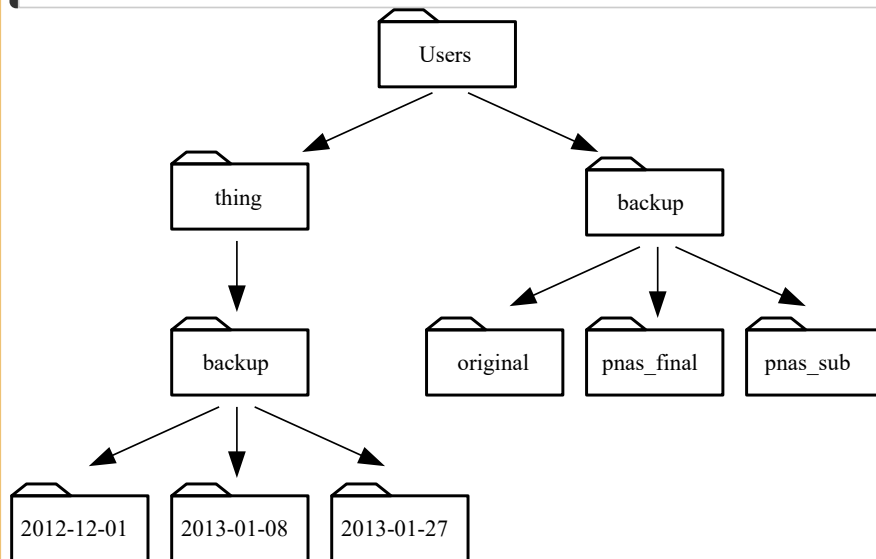 Users
thing
backup
backup
original
pnas_final
pnas_sub
2012-12-01
2013-01-08
2013-01-27